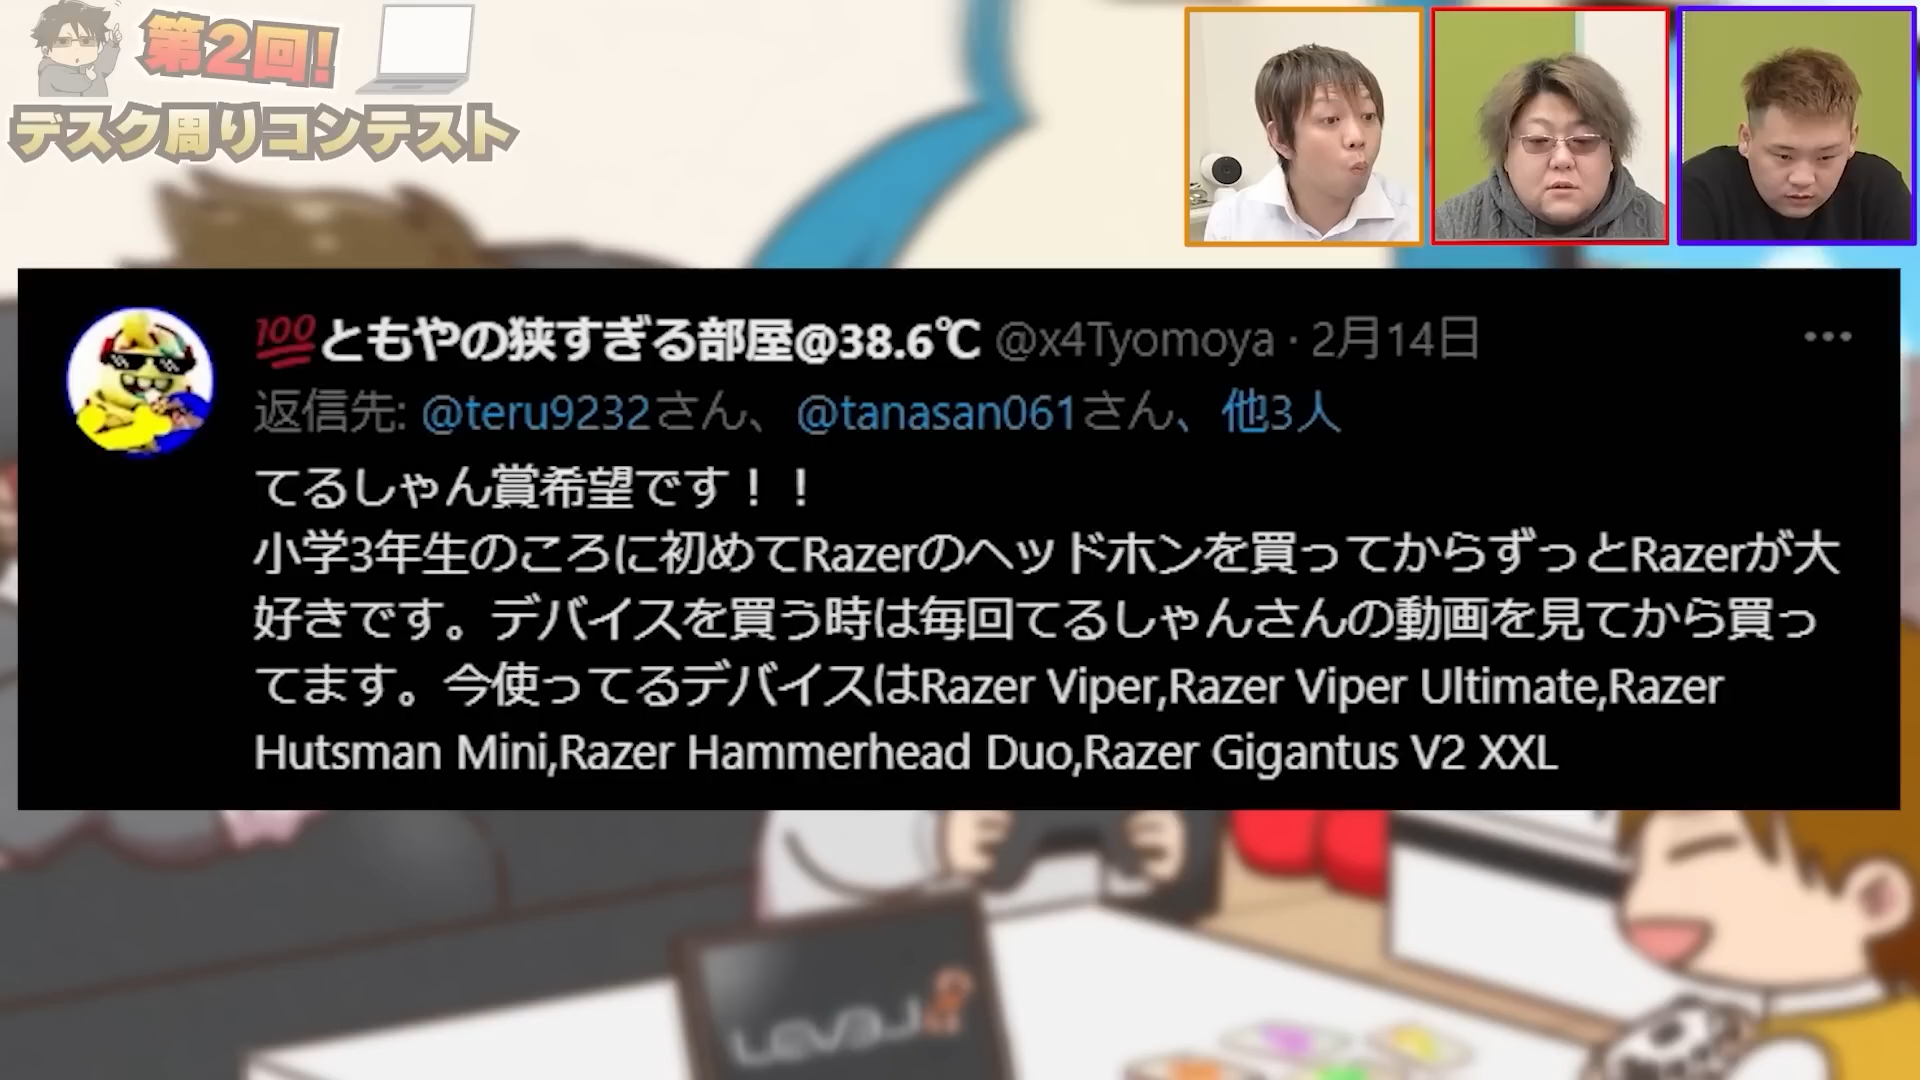 第2回!
デスク周りコンテスト
💯ともやの狭すぎる部屋@38.6℃ @x4Tyomoya · 2月14日
返信先: @teru9232さん、 @tanasan061さん、他3人
てるしゃん賞希望です！！
小学3年生のころに初めてRazerのヘッドホンを買ってからずっとRazerが大
好きです。デバイスを買う時は毎回てるしゃんさんの動画を見てから買っ
てます。今使ってるデバイスはRazer Viper,Razer Viper Ultimate,Razer
Hutsman Mini,Razer Hammerhead Duo,Razer Gigantus V2 XXL